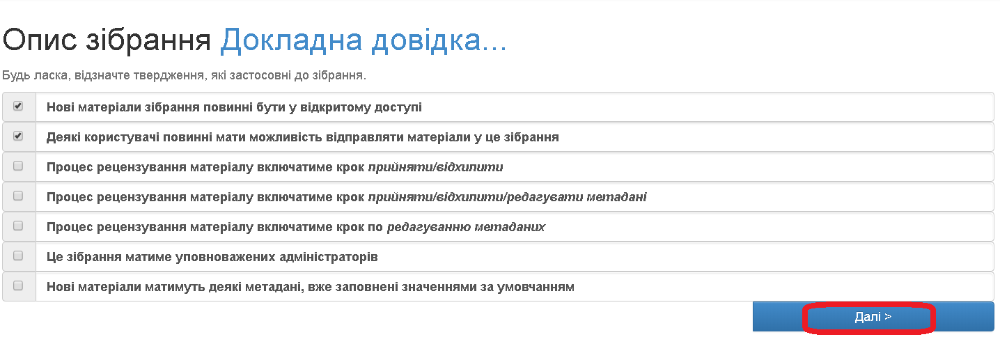 Опис зібрання Докладна довідка...
Будь ласка, відзначте твердження, які застосовні до зібрання.
Нові матеріали зібрання повинні бути у відкритому доступі
Деякі користувачі повинні мати можливість відправляти матеріали у це зібрання
Процес рецензування матеріалу включатиме крок прийняти/відхилити
Процес рецензування матеріалу включатиме крок прийняти/відхилити/редагувати метадані
Процес рецензування матеріалу включатиме крок по редагуванню метаданих
Це зібрання матиме уповноважених адміністраторів
Нові матеріали матимуть деякі метадані, вже заповнені значеннями за умовчанням
Далі >